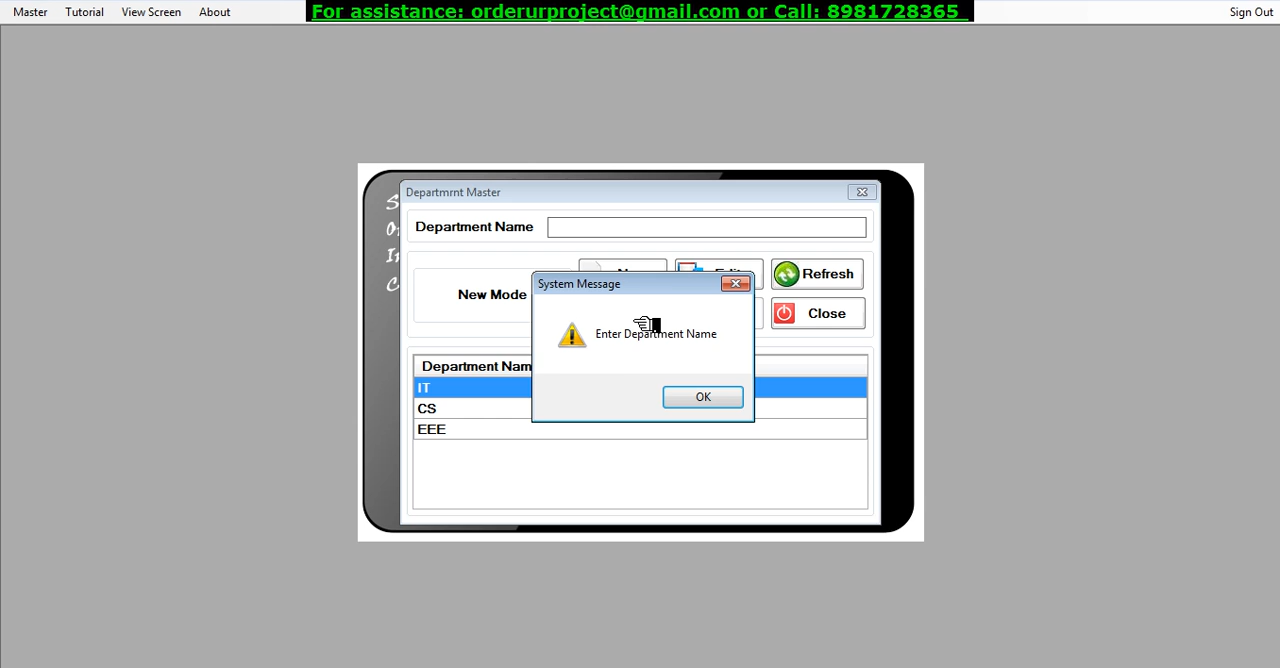 Master Tutorial View Screen About For assistance: orderurproject@gmail.com or Call: 8981728365 Sign Out
Departmrnt Master
Department Name
Refresh
New Mode
Close
System Message
Enter Department Name
OK
Department Nam
IT
CS
EEE